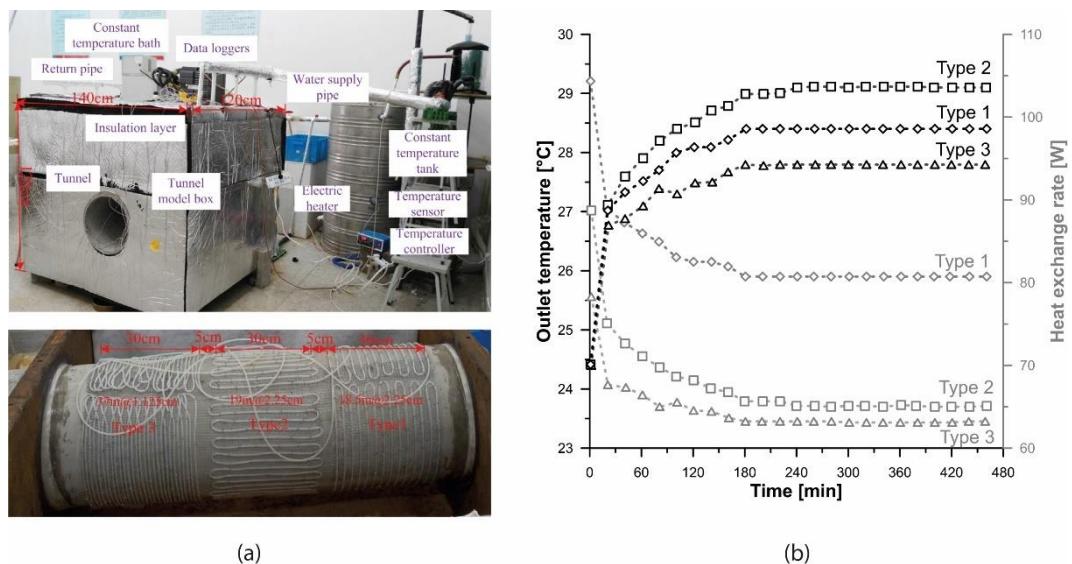 Constant
temperature bath
Data loggers
Return pipe
Water supply
pipe
140cm
120cm
Insulation layer
Constant
temperature
tank
Tunnel
Tunnel
model box
Electric
heater
Temperature
sensor
Temperature
controller
30cm
5cm
30cm
5cm
30cm
Type 3
Type2
Type1
(a)
30
29
28
27
26
25
24
23
Outlet temperature [°C]
110
100
90
80
70
60
Heat exchange rate [W]
Type 2
Type 1
Type 3
Type 1
Type 2
Type 3
0
60
120
180
240
300
360
420
480
Time [min]
(b)